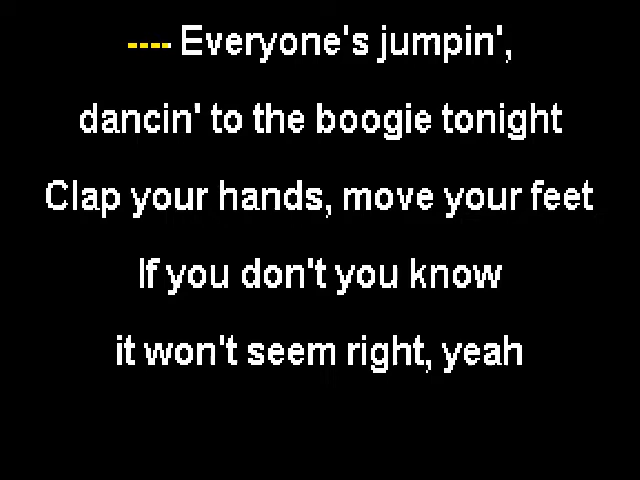 ---- Everyone's jumpin',
dancin' to the boogie tonight
Clap your hands, move your feet
If you don't you know
it won't seem right, yeah